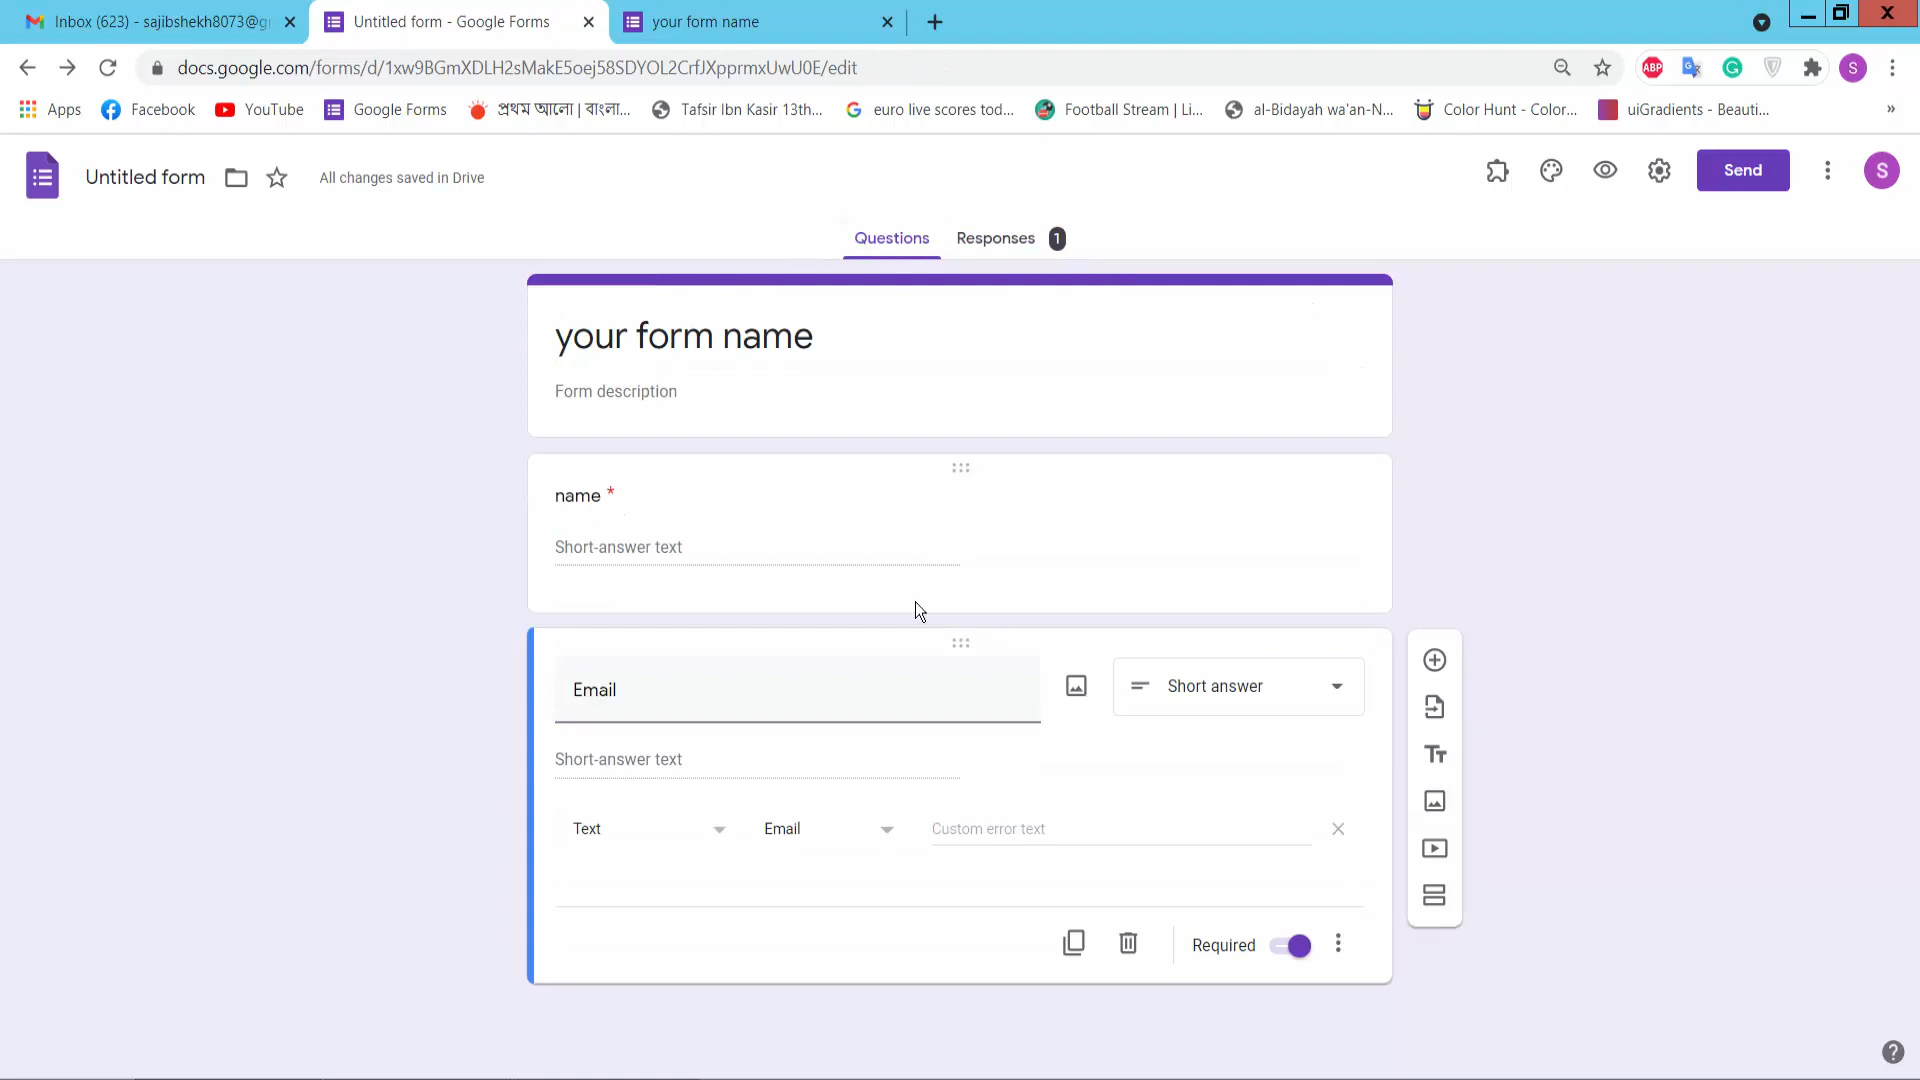 Inbox (623) - sajibshekh8073@g
Untitled form - Google Forms
your form name
docs.google.com/forms/d/1xw9BGmXDLH2sMakE5oej58SDYOL2CrfJXpprmxUwU0E/edit
ABP
S
Apps
Facebook
YouTube
Google Forms
প্রথম আলো | বাংলা...
Tafsir Ibn Kasir 13th...
euro live scores tod...
Football Stream | Li...
al-Bidayah wa'an-N...
Color Hunt - Color...
uiGradients - Beauti...
»
Untitled form
All changes saved in Drive
Send
S
Questions
Responses
1
your form name
Form description
name *
Short-answer text
Email
Short answer
Short-answer text
Text
Email
Custom error text
Required